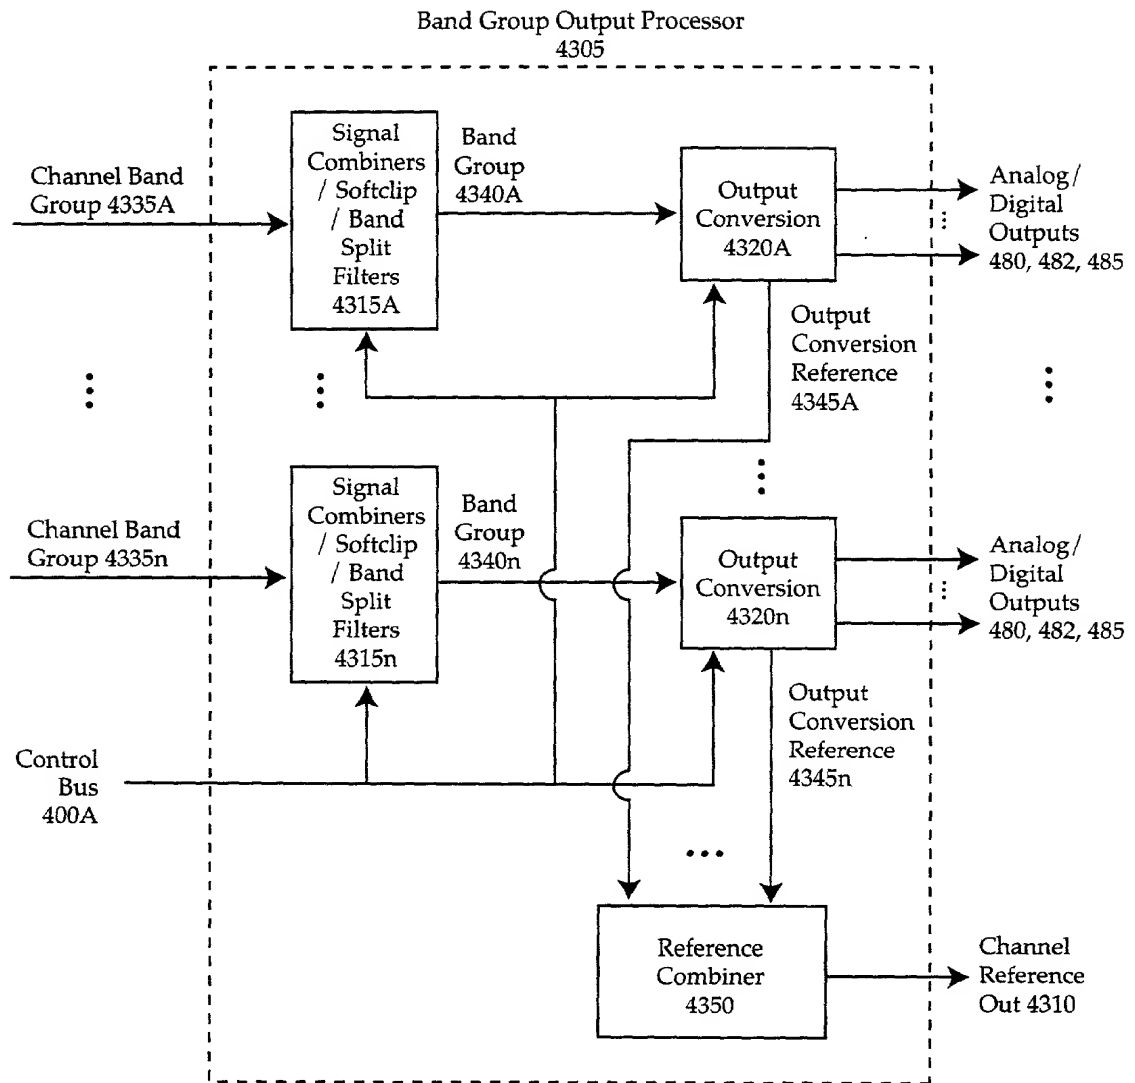 Band Group Output Processor
4305
Channel Band
Group 4335A
Signal
Combiners
/ Softclip
/ Band
Split
Filters
4315A
Band
Group
4340A
Output
Conversion
4320A
Analog/
Digital
Outputs
480, 482, 485
Output
Conversion
Reference
4345A
Channel Band
Group 4335n
Signal
Combiners
/ Softclip
/ Band
Split
Filters
4315n
Band
Group
4340n
Output
Conversion
4320n
Analog/
Digital
Outputs
480, 482, 485
Output
Conversion
Reference
4345n
Control
Bus
400A
Reference
Combiner
4350
Channel
Reference
Out 4310